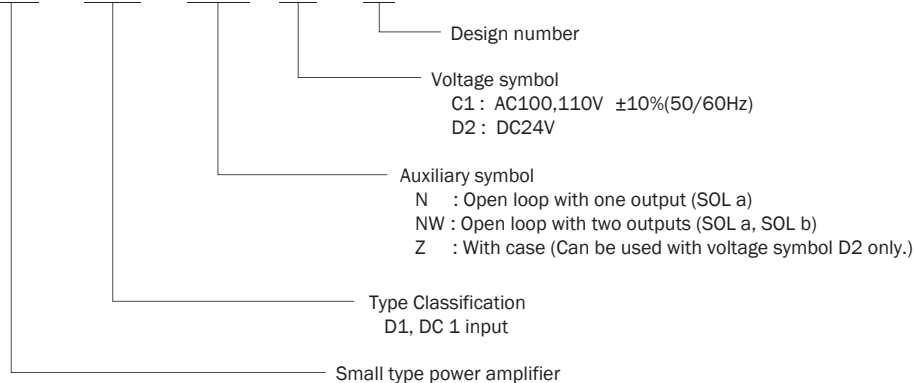 Design number
Voltage symbol
C1 : AC100,110V ±10%(50/60Hz)
D2 : DC24V
Auxiliary symbol
N : Open loop with one output (SOL a)
NW : Open loop with two outputs (SOL a, SOL b)
Z : With case (Can be used with voltage symbol D2 only.)
Type Classification
D1, DC 1 input
Small type power amplifier